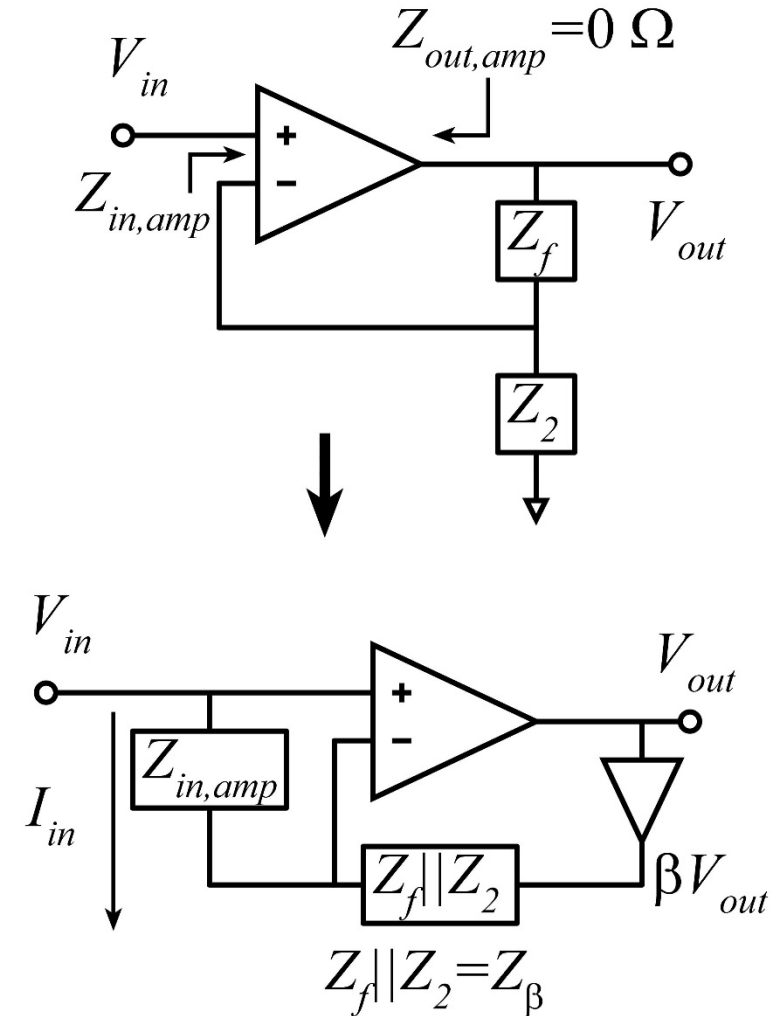 Z_out,amp=0 Ω
V_in
+
Z_in,amp
−
V_out
Z_f
Z_2
V_in
V_out
+
−
Z_in,amp
I_in
Z_f||Z_2
βV_out
Z_f||Z_2=Z_β